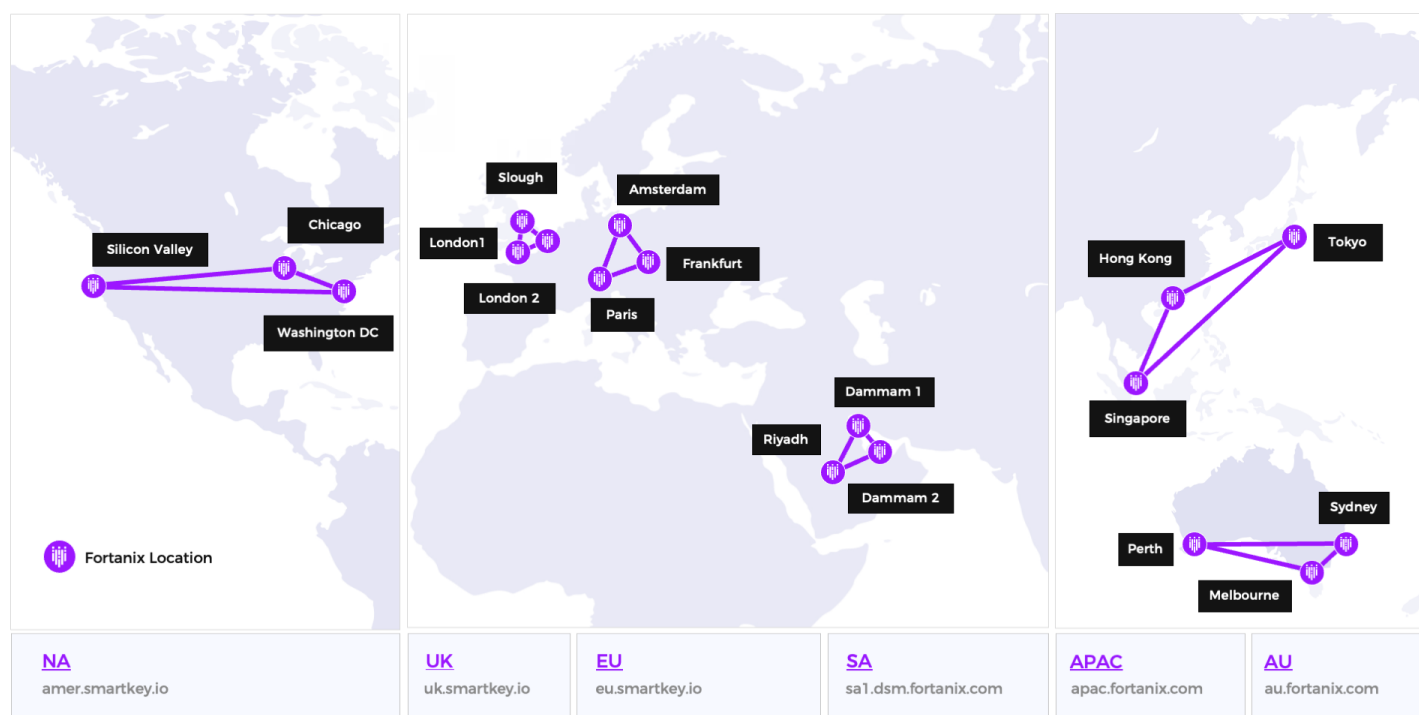 Slough
Amsterdam
Chicago
Silicon Valley
London1
Frankfurt
Tokyo
Hong Kong
London 2
Paris
Washington DC
Dammam 1
Singapore
Riyadh
Dammam 2
Sydney
Perth
Fortanix Location
Melbourne
NA
amer.smartkey.io
UK
uk.smartkey.io
EU
eu.smartkey.io
SA
sa1.dsm.fortanix.com
APAC
apac.fortanix.com
AU
au.fortanix.com